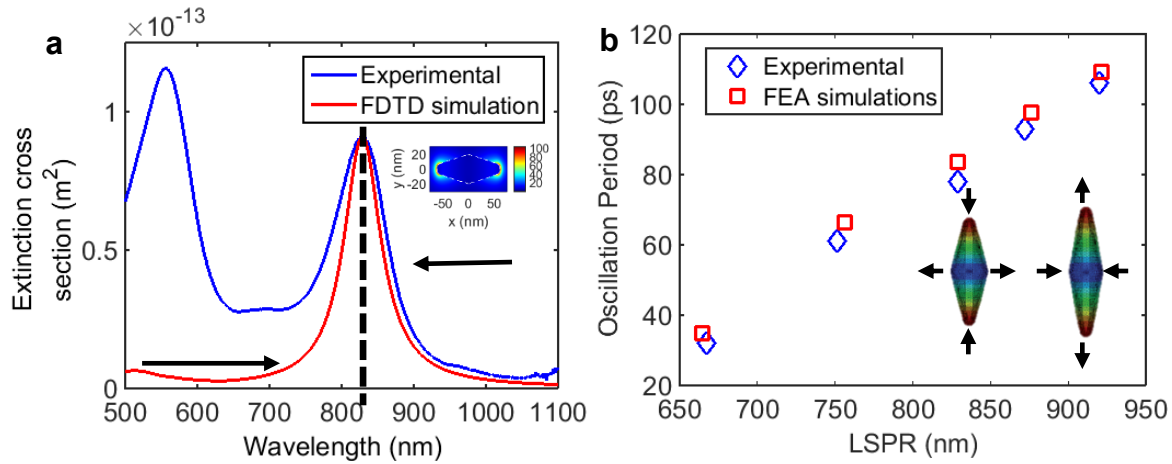 a
×10⁻¹³
Extinction cross
section (m²)
1
0.5
0
Experimental
FDTD simulation
y (nm)
20
0
-20
-50 0 50
x (nm)
100
80
60
40
20
500 600 700 800 900 1000 1100
Wavelength (nm)
b
Oscillation Period (ps)
120
100
80
60
40
20
Experimental
FEA simulations
650 700 750 800 850 900 950
LSPR (nm)